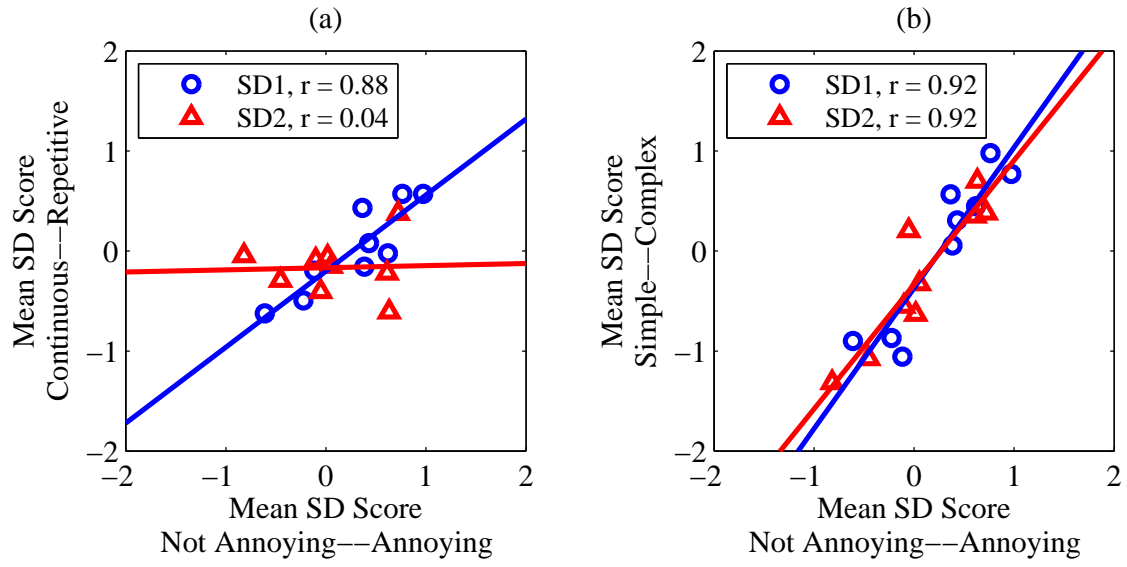 (a)
2
1
0
−1
−2
−2
−1
0
1
2
Mean SD Score
Continuous−−Repetitive
SD1, r = 0.88
SD2, r = 0.04
Mean SD Score
Not Annoying−−Annoying
(b)
2
1
0
−1
−2
−2
−1
0
1
2
Mean SD Score
Simple−−Complex
SD1, r = 0.92
SD2, r = 0.92
Mean SD Score
Not Annoying−−Annoying